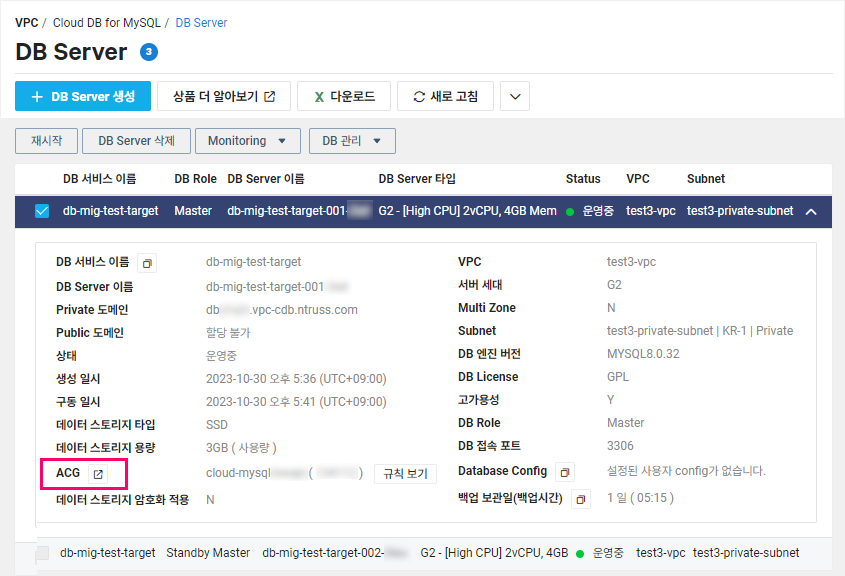 VPC / Cloud DB for MySQL / DB Server
DB Server 3
+ DB Server 생성 상품 더 알아보기 X 다운로드 새로 고침
재시작 DB Server 삭제 Monitoring DB 관리
DB 서비스 이름 DB Role DB Server 이름 DB Server 타입 Status VPC Subnet
db-mig-test-target Master db-mig-test-target-001- G2 - [High CPU] 2vCPU, 4GB Mem 운영중 test3-vpc test3-private-subnet
DB 서비스 이름 db-mig-test-target VPC test3-vpc
DB Server 이름 db-mig-test-target-001 서버 세대 G2
Private 도메인 db .vpc-cdb.ntruss.com Multi Zone N
Public 도메인 할당 불가 Subnet test3-private-subnet | KR-1 | Private
상태 운영중 DB 엔진 버전 MYSQL8.0.32
생성 일시 2023-10-30 오후 5:36 (UTC+09:00) DB License GPL
구동 일시 2023-10-30 오후 5:41 (UTC+09:00) 고가용성 Y
데이터 스토리지 타입 SSD DB Role Master
데이터 스토리지 용량 3GB ( 사용량 ) DB 접속 포트 3306
ACG cloud-mysql ( ) 규칙 보기 Database Config 설정된 사용자 config가 없습니다.
데이터 스토리지 암호화 적용 N 백업 보관일(백업시간) 1 일 ( 05:15 )
db-mig-test-target Standby Master db-mig-test-target-002- G2 - [High CPU] 2vCPU, 4GB 운영중 test3-vpc test3-private-subnet